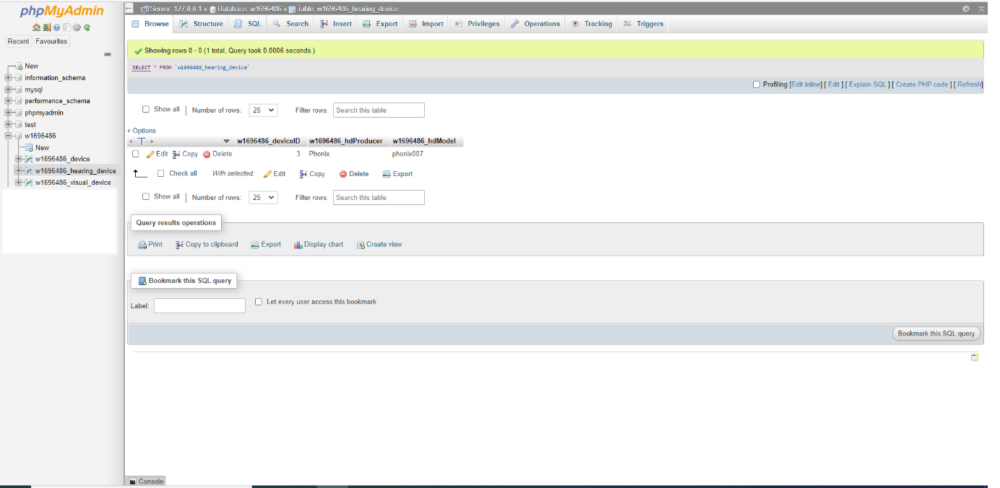 phpMyAdmin
Recent Favourites
New
information_schema
mysql
performance_schema
phpmyadmin
test
w1696486
New
w1696486_device
w1696486_hearing_device
w1696486_visual_device
Server: 127.0.0.1 » Database: w1696486 » Table: w1696486_hearing_device
Browse Structure SQL Search Insert Export Import Privileges Operations Tracking Triggers
Showing rows 0 - 0 (1 total, Query took 0.0006 seconds.)
SELECT * FROM `w1696486_hearing_device`
Profiling [Edit inline] [ Edit ] [ Explain SQL ] [ Create PHP code ] [ Refresh]
Show all | Number of rows: 25 Filter rows: Search this table
+ Options
←T→ w1696486_deviceID w1696486_hdProducer w1696486_hdModel
Edit Copy Delete 3 Phonix. phonix007.
Check all With selected: Edit Copy Delete Export
Show all | Number of rows: 25 Filter rows: Search this table
Query results operations
Print Copy to clipboard Export Display chart Create view
Bookmark this SQL query
Label: Let every user access this bookmark
Bookmark this SQL query
Console